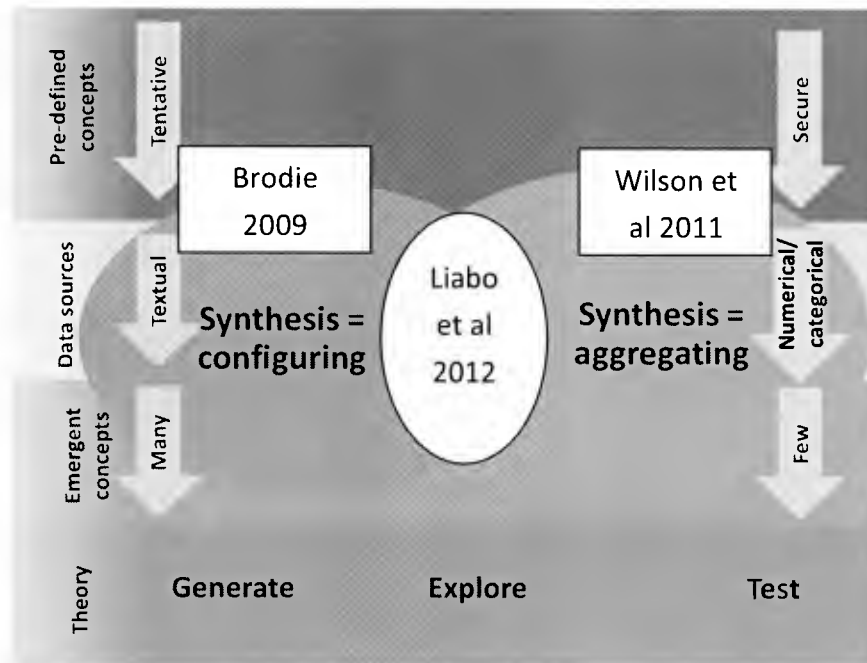 Pre-defined
concepts
Tentative
Secure
Brodie
2009
Wilson et
al 2011
Data sources
Textual
Synthesis =
configuring
Liabo
et al
2012
Synthesis =
aggregating
Numerical/
categorical
Emergent
concepts
Many
Few
Theory
Generate
Explore
Test